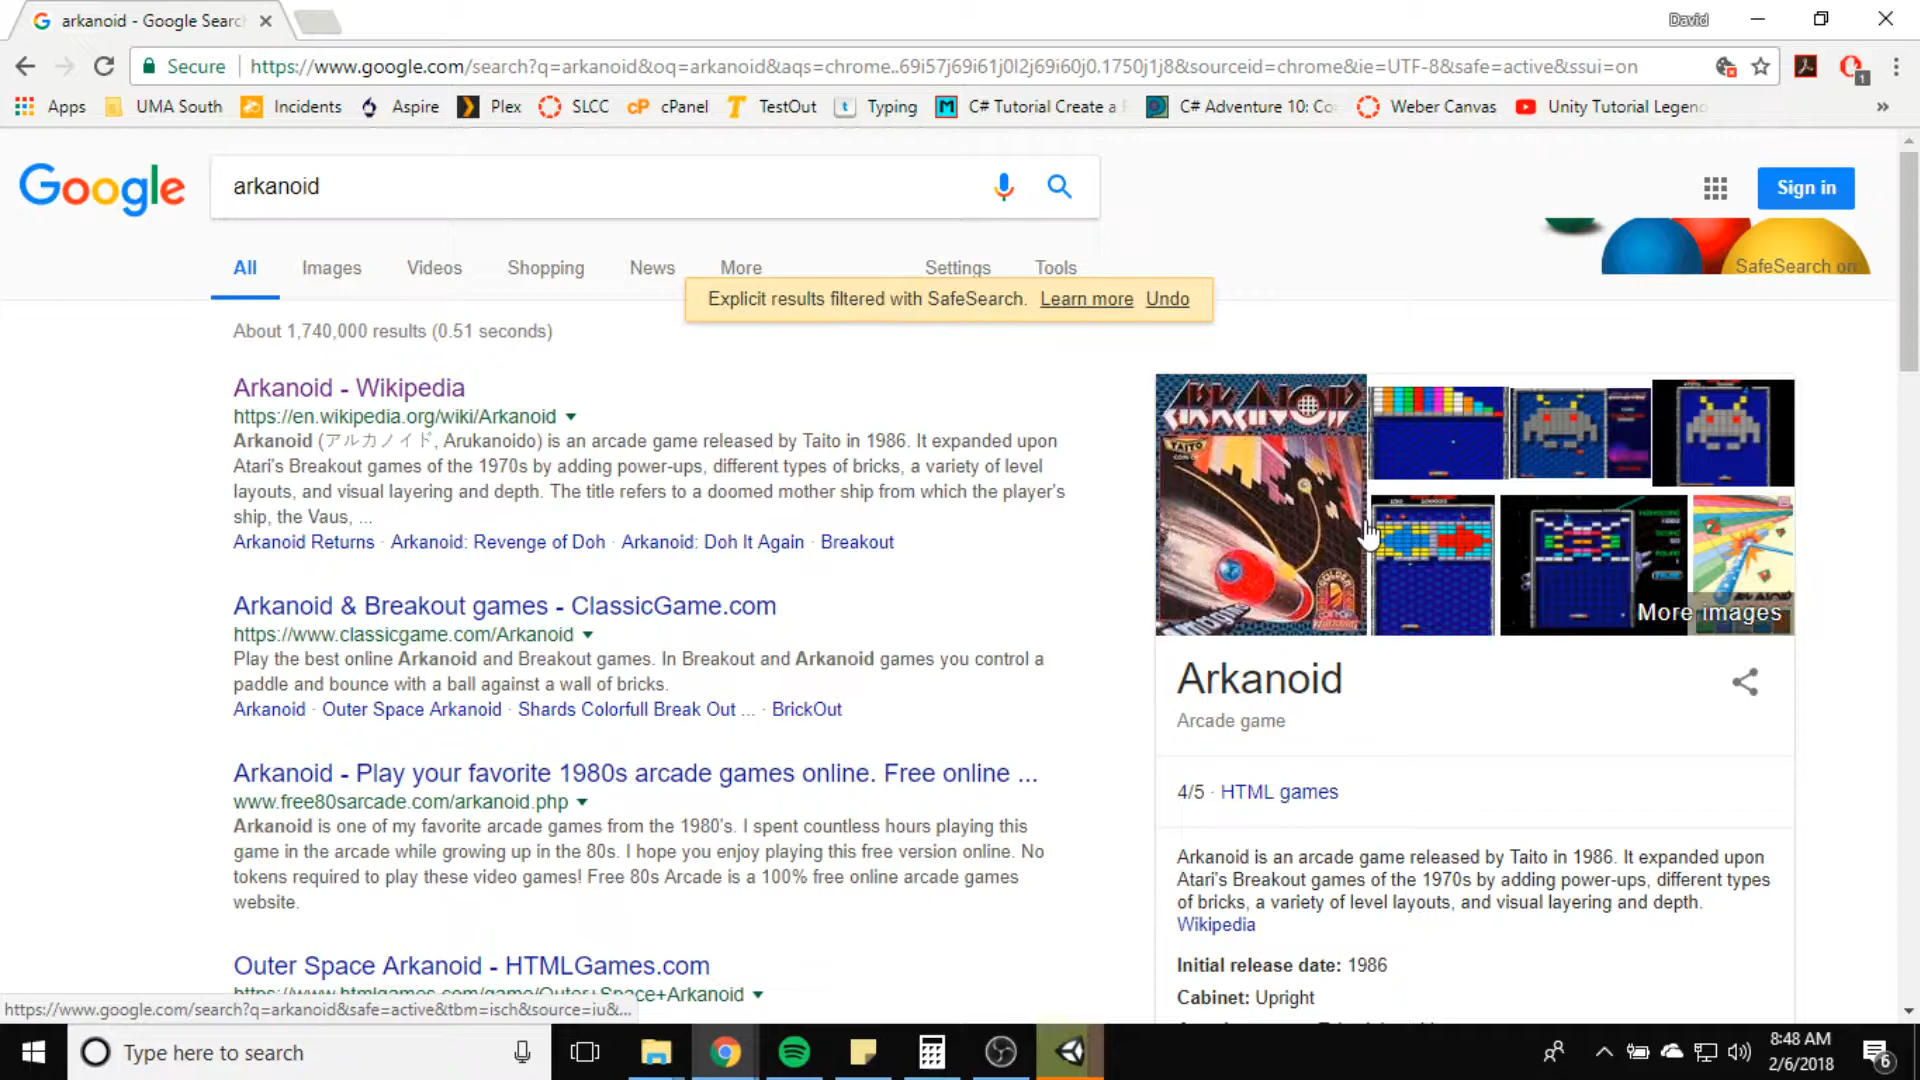 arkanoid - Google Searc
David
Secure
https://www.google.com/search?q=arkanoid&oq=arkanoid&aqs=chrome..69i57j69i61j0l2j69i60j0.1750j1j8&sourceid=chrome&ie=UTF-8&safe=active&ssui=on
1
Apps UMA South Incidents Aspire Plex SLCC cPanel TestOut Typing C# Tutorial Create a C# Adventure 10: Co Weber Canvas Unity Tutorial Legen
Google
arkanoid
Sign in
All Images Videos Shopping News More Settings Tools
SafeSearch on
Explicit results filtered with SafeSearch. Learn more Undo
About 1,740,000 results (0.51 seconds)
Arkanoid - Wikipedia
https://en.wikipedia.org/wiki/Arkanoid
Arkanoid (アルカノイド, Arukanoido) is an arcade game released by Taito in 1986. It expanded upon
Atari's Breakout games of the 1970s by adding power-ups, different types of bricks, a variety of level
layouts, and visual layering and depth. The title refers to a doomed mother ship from which the player's
ship, the Vaus, ...
Arkanoid Returns · Arkanoid: Revenge of Doh · Arkanoid: Doh It Again · Breakout
Arkanoid & Breakout games - ClassicGame.com
https://www.classicgame.com/Arkanoid
Play the best online Arkanoid and Breakout games. In Breakout and Arkanoid games you control a
paddle and bounce with a ball against a wall of bricks.
Arkanoid · Outer Space Arkanoid · Shards Colorfull Break Out ... · BrickOut
Arkanoid - Play your favorite 1980s arcade games online. Free online ...
www.free80sarcade.com/arkanoid.php
Arkanoid is one of my favorite arcade games from the 1980's. I spent countless hours playing this
game in the arcade while growing up in the 80s. I hope you enjoy playing this free version online. No
tokens required to play these video games! Free 80s Arcade is a 100% free online arcade games
website.
Outer Space Arkanoid - HTMLGames.com
https://www.htmlgames.com/game/Outer+Space+Arkanoid
https://www.google.com/search?q=arkanoid&safe=active&tbm=isch&source=iu&...
ARKANOID
TAITO
Imagine
More images
Arkanoid
Arcade game
4/5 · HTML games
Arkanoid is an arcade game released by Taito in 1986. It expanded upon
Atari's Breakout games of the 1970s by adding power-ups, different types
of bricks, a variety of level layouts, and visual layering and depth.
Wikipedia
Initial release date: 1986
Cabinet: Upright
Type here to search
8:48 AM
2/6/2018
6